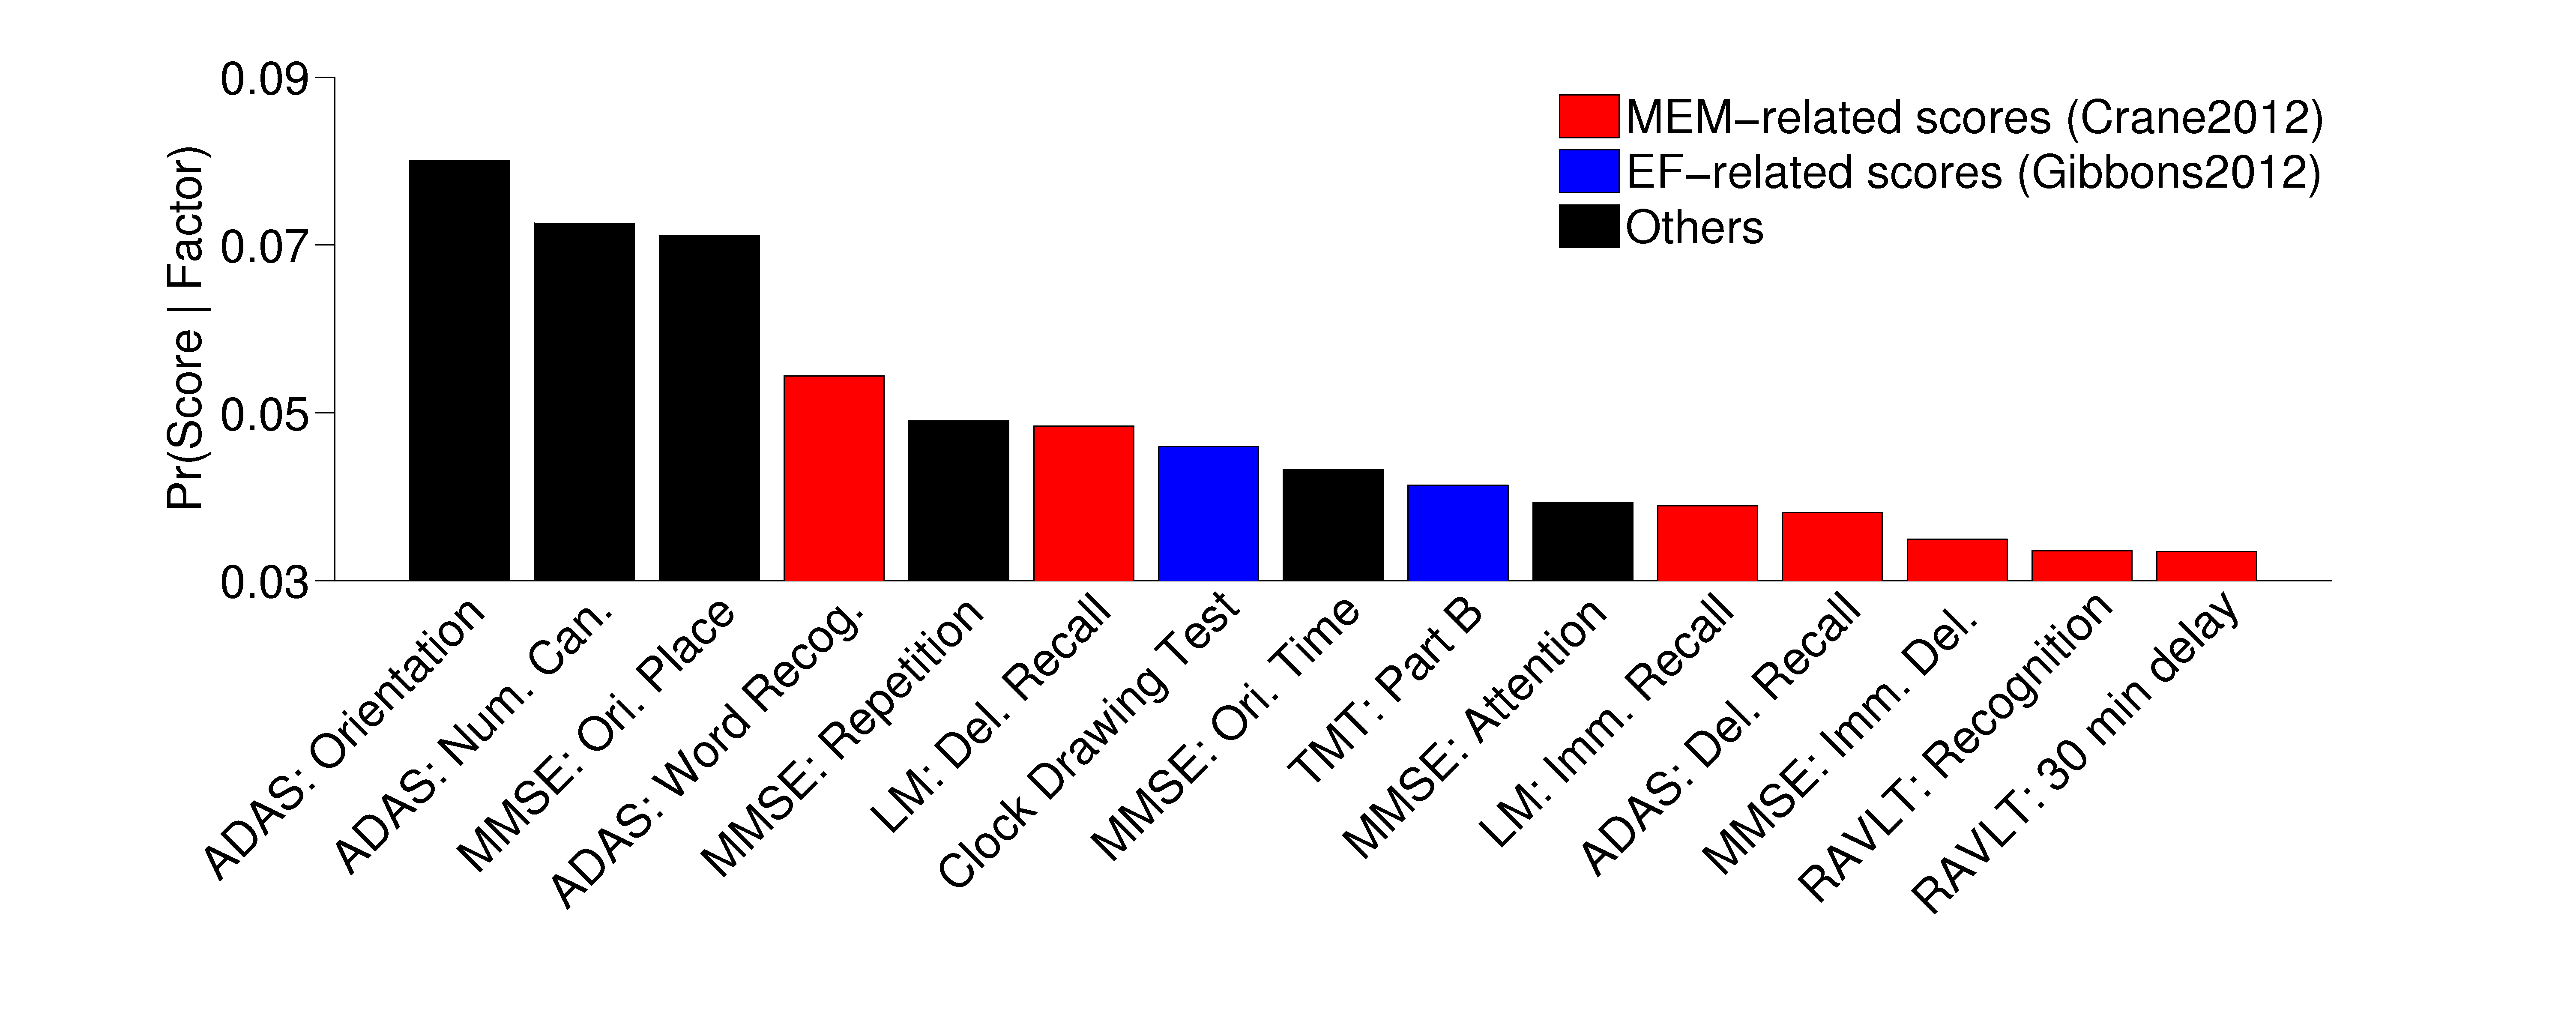 0.09
0.07
0.05
0.03
Pr(Score | Factor)
MEM−related scores (Crane2012)
EF−related scores (Gibbons2012)
Others
ADAS: Orientation
ADAS: Num. Can.
MMSE: Ori. Place
ADAS: Word Recog.
MMSE: Repetition
LM: Del. Recall
Clock Drawing Test
MMSE: Ori. Time
TMT: Part B
MMSE: Attention
LM: Imm. Recall
ADAS: Del. Recall
MMSE: Imm. Del.
RAVLT: Recognition
RAVLT: 30 min delay